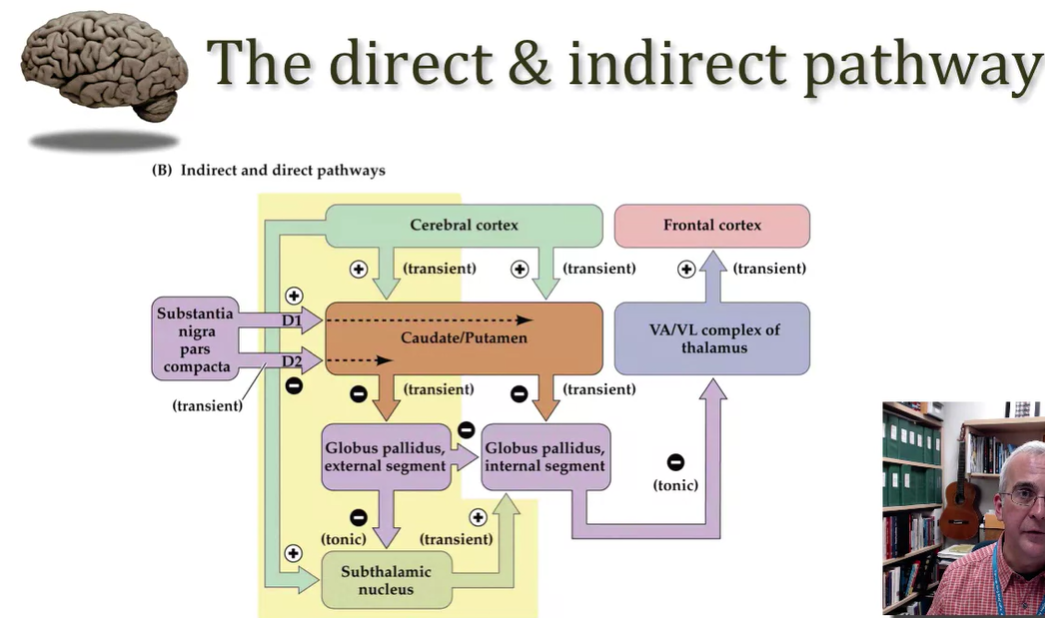 The direct & indirect pathway
(B) Indirect and direct pathways
Cerebral cortex
Frontal cortex
+
(transient)
+
(transient)
+
(transient)
+
Substantia
nigra
pars
compacta
D1
D2
Caudate/Putamen
VA/VL complex of
thalamus
−
(transient)
−
(transient)
−
(transient)
Globus pallidus,
external segment
−
Globus pallidus,
internal segment
−
(tonic)
−
(tonic)
+
(transient)
+
Subthalamic
nucleus